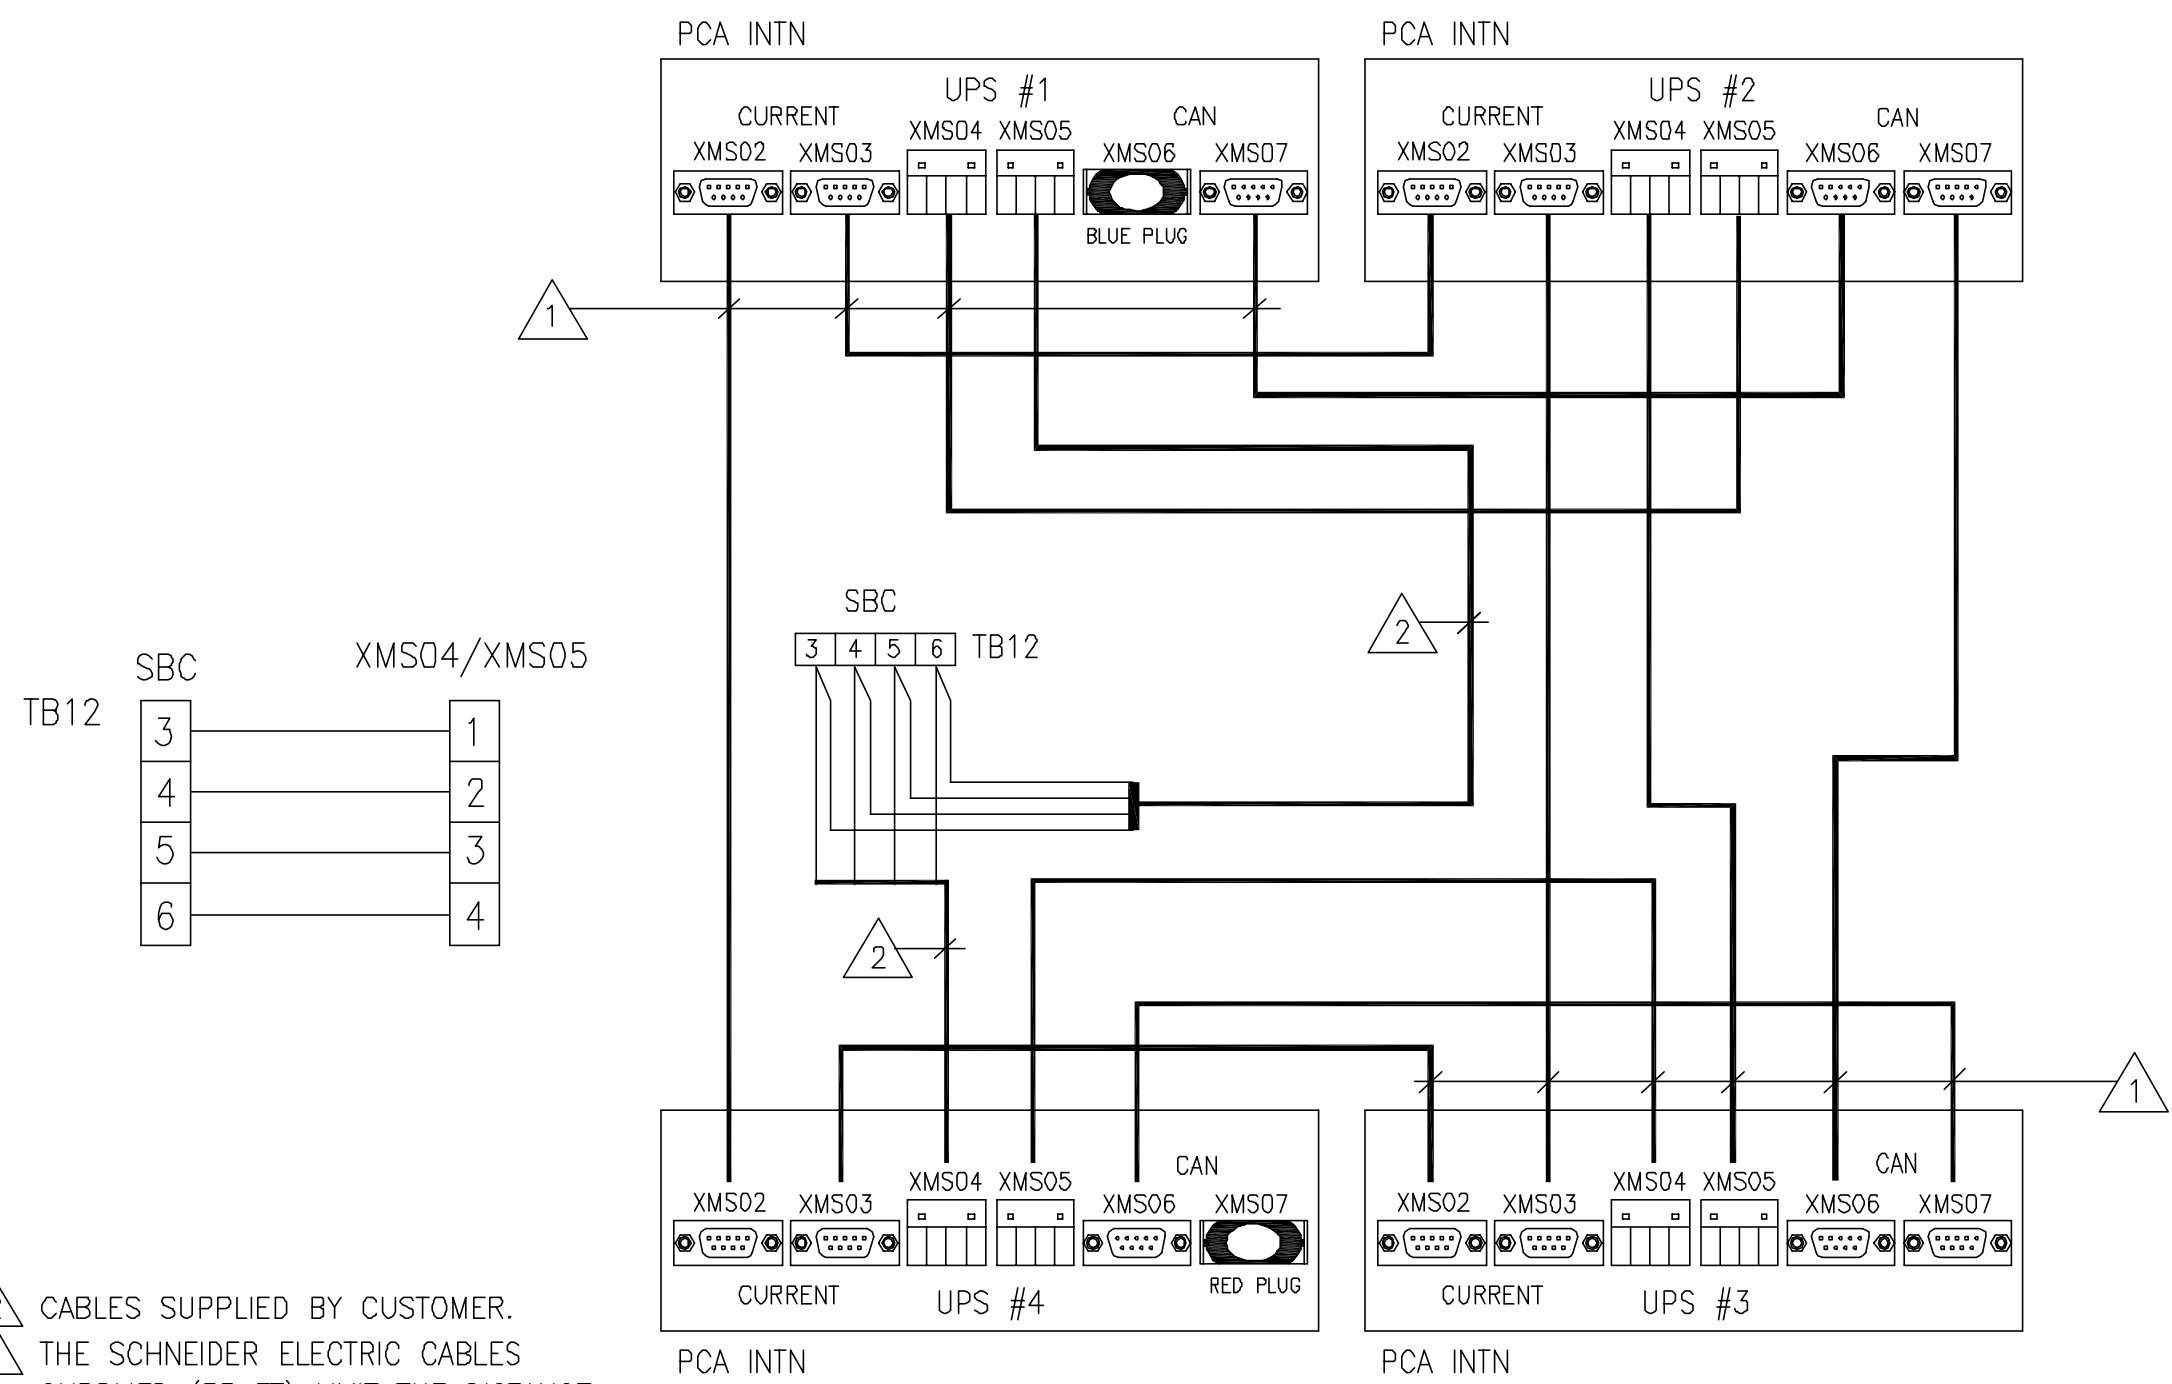 PCA INTN
PCA INTN
UPS #1
UPS #2
CURRENT
CAN
CURRENT
CAN
XMS02 XMS03 XMS04 XMS05 XMS06 XMS07
XMS02 XMS03 XMS04 XMS05 XMS06 XMS07
BLUE PLUG
1
SBC
3 4 5 6 TB12
2
SBC
XMS04/XMS05
TB12
3 1
4 2
5 3
6 4
2
1
CAN
CAN
XMS02 XMS03 XMS04 XMS05 XMS06 XMS07
XMS02 XMS03 XMS04 XMS05 XMS06 XMS07
RED PLUG
CURRENT
UPS #4
CURRENT
UPS #3
PCA INTN
PCA INTN
CABLES SUPPLIED BY CUSTOMER.
THE SCHNEIDER ELECTRIC CABLES